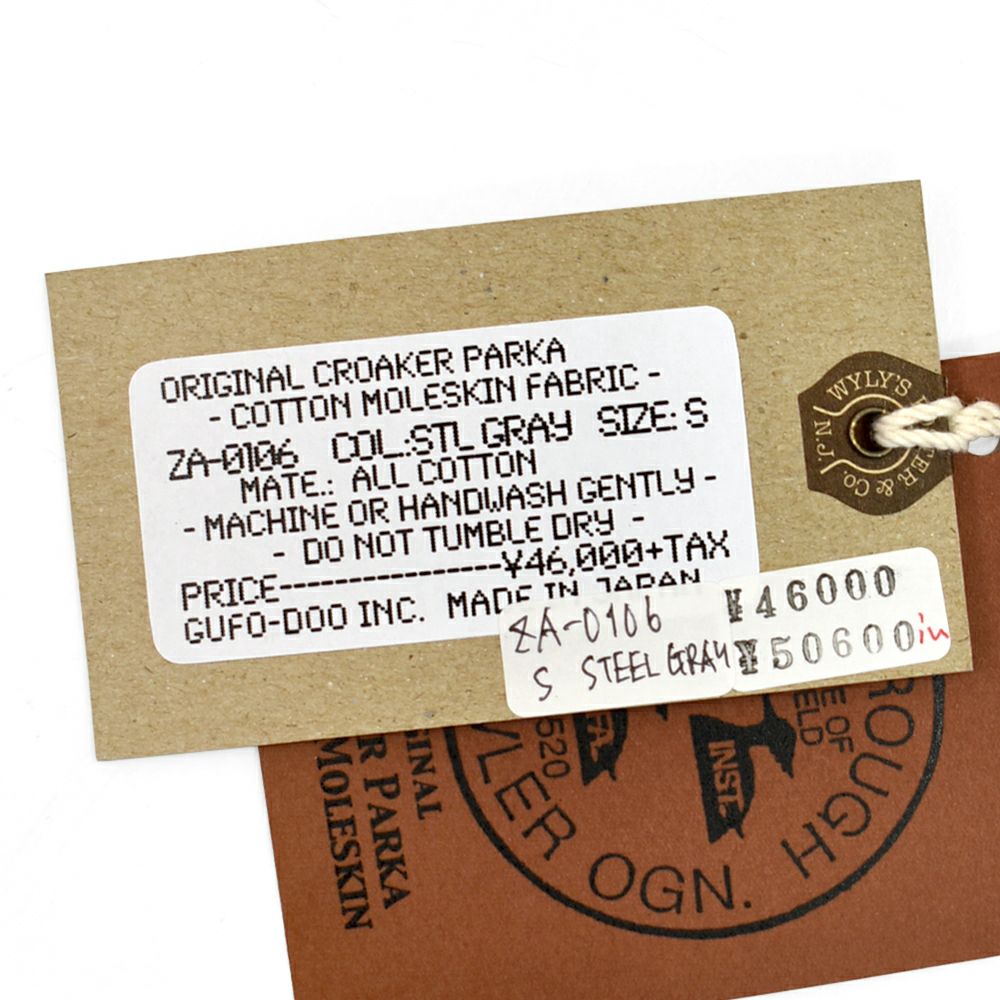 ORIGINAL CROAKER PARKA
- COTTON MOLESKIN FABRIC -
ZA-0106 COL.:STL GRAY SIZE: S
MATE.: ALL COTTON
- MACHINE OR HANDWASH GENTLY -
- DO NOT TUMBLE DRY -
PRICE----------------¥46,000+TAX
GUFO-DOO INC. MADE IN JAPAN
ZA-0106
S STEEL GRAY
¥46000
¥50600in
WYLY'S
& CO. J.P.N
PARKA
MOLESKIN
520
INST.
OF
ROUGH
OGN.